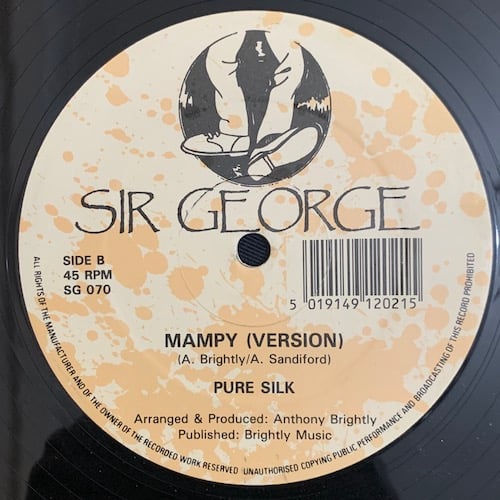 SIR GEORGE
SIDE B
45 RPM
SG 070
5 019149 120215
MAMPY (VERSION)
(A. Brightly/A. Sandiford)
PURE SILK
Arranged & Produced: Anthony Brightly
Published: Brightly Music
ALL RIGHTS OF THE MANUFACTURER AND OF THE OWNER OF THE RECORDED WORK RESERVED UNAUTHORISED COPYING PUBLIC PERFORMANCE AND BROADCASTING OF THIS RECORD PROHIBITED